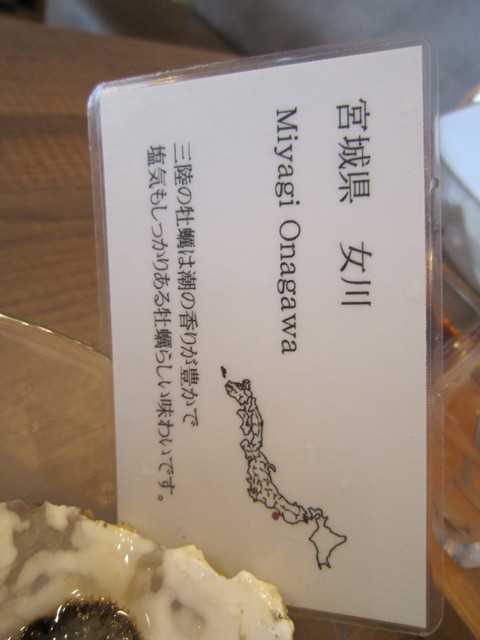 宮城県 女川
Miyagi Onagawa
三陸の牡蠣は潮の香りが豊かで
塩気もしっかりある牡蠣らしい味わいです。